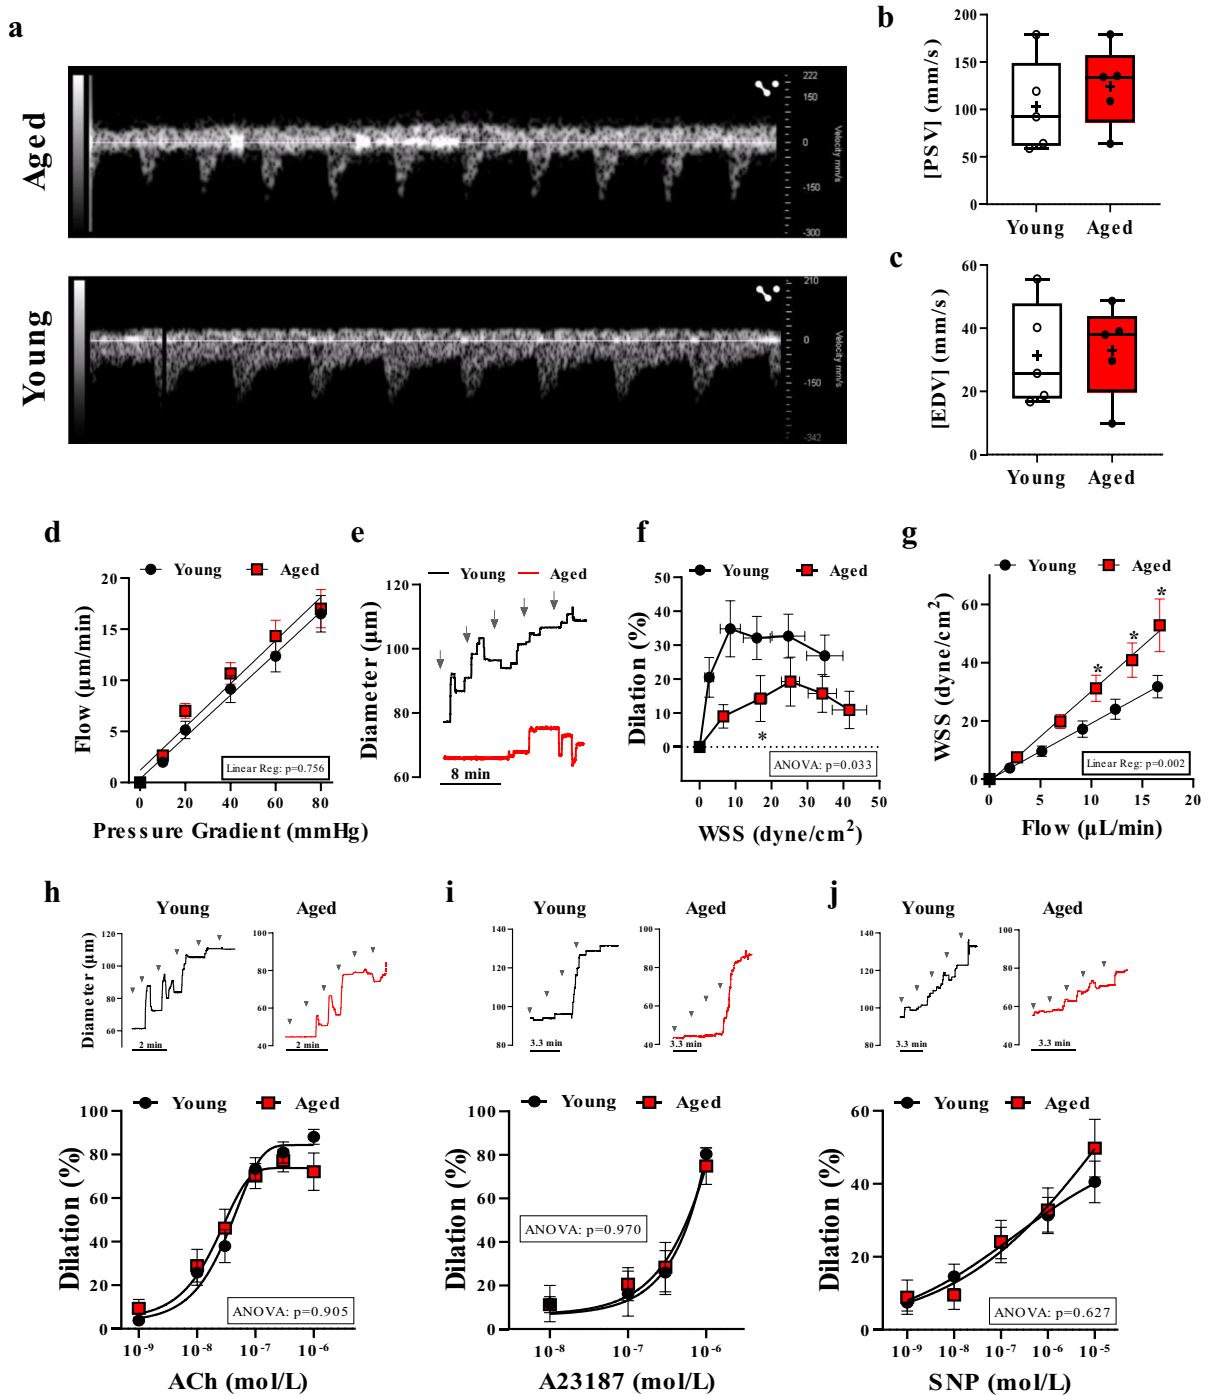 a
Aged
222
150
0
-150
-300
Velocity mm/s
Young
210
0
-150
-342
Velocity mm/s
b
[PSV] (mm/s)
200
150
100
50
0
Young Aged
c
[EDV] (mm/s)
60
40
20
0
Young Aged
d
Young Aged
Flow (µm/min)
20
15
10
5
0
Linear Reg: p=0.756
0 20 40 60 80
Pressure Gradient (mmHg)
e
Young Aged
Diameter (µm)
120
100
80
60
8 min
f
Young Aged
Dilation (%)
50
40
30
20
10
0
*
ANOVA: p=0.033
0 10 20 30 40 50
WSS (dyne/cm²)
g
Young Aged
WSS (dyne/cm²)
60
40
20
0
* * *
Linear Reg: p=0.002
0 5 10 15 20
Flow (µL/min)
h
Young Aged
Diameter (µm)
120
100
80
60
2 min
100
80
60
40
2 min
Young Aged
Dilation (%)
100
80
60
40
20
0
ANOVA: p=0.905
10⁻⁹ 10⁻⁸ 10⁻⁷ 10⁻⁶
ACh (mol/L)
i
Young Aged
140
120
100
80
3.3 min
100
80
60
40
3.3 min
Young Aged
Dilation (%)
100
80
60
40
20
0
ANOVA: p=0.970
10⁻⁸ 10⁻⁷ 10⁻⁶
A23187 (mol/L)
j
Young Aged
140
120
100
80
3.3 min
100
80
60
40
3.3 min
Young Aged
Dilation (%)
60
40
20
0
ANOVA: p=0.627
10⁻⁹ 10⁻⁸ 10⁻⁷ 10⁻⁶ 10⁻⁵
SNP (mol/L)